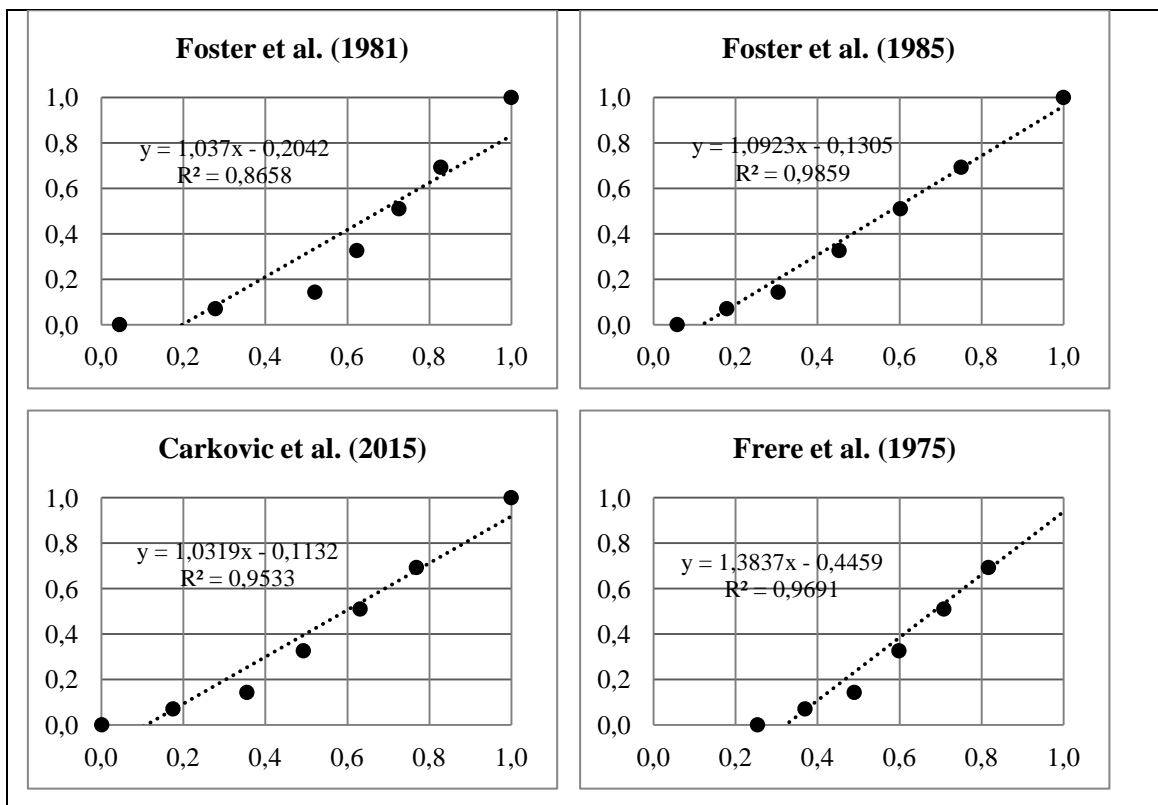 Foster et al. (1981)
y = 1,037x - 0,2042
R² = 0,8658
1,0
0,8
0,6
0,4
0,2
0,0
0,0 0,2 0,4 0,6 0,8 1,0
Foster et al. (1985)
y = 1,0923x - 0,1305
R² = 0,9859
1,0
0,8
0,6
0,4
0,2
0,0
0,0 0,2 0,4 0,6 0,8 1,0
Carkovic et al. (2015)
y = 1,0319x - 0,1132
R² = 0,9533
1,0
0,8
0,6
0,4
0,2
0,0
0,0 0,2 0,4 0,6 0,8 1,0
Frere et al. (1975)
y = 1,3837x - 0,4459
R² = 0,9691
1,0
0,8
0,6
0,4
0,2
0,0
0,0 0,2 0,4 0,6 0,8 1,0